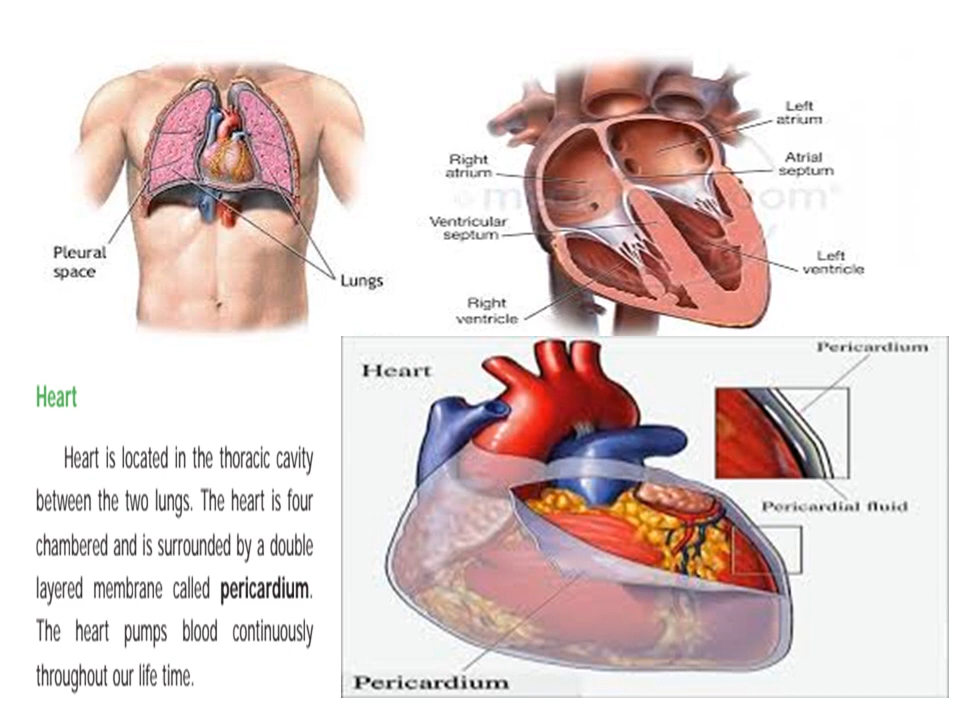 Pleural
space
Lungs
Left
atrium
Right
atrium
Atrial
septum
Ventricular
septum
Left
ventricle
Right
ventricle
Heart
Heart is located in the thoracic cavity
between the two lungs. The heart is four
chambered and is surrounded by a double
layered membrane called pericardium.
The heart pumps blood continuously
throughout our life time.
Heart
Pericardium
Pericardial fluid
Pericardium